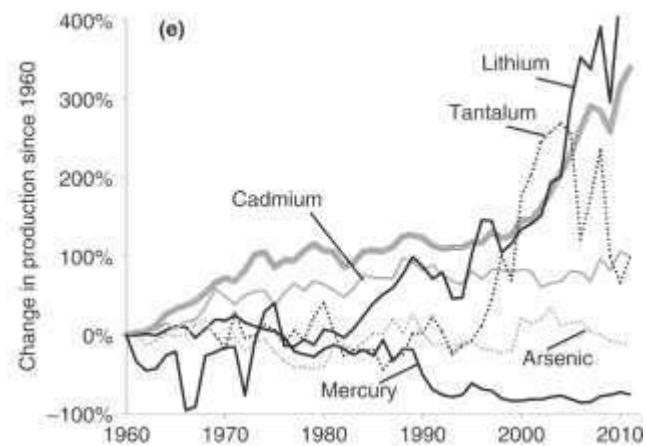 400%
(e)
Lithium
300%
Tantalum
200%
Cadmium
100%
0%
Arsenic
Mercury
−100%
1960 1970 1980 1990 2000 2010
Change in production since 1960